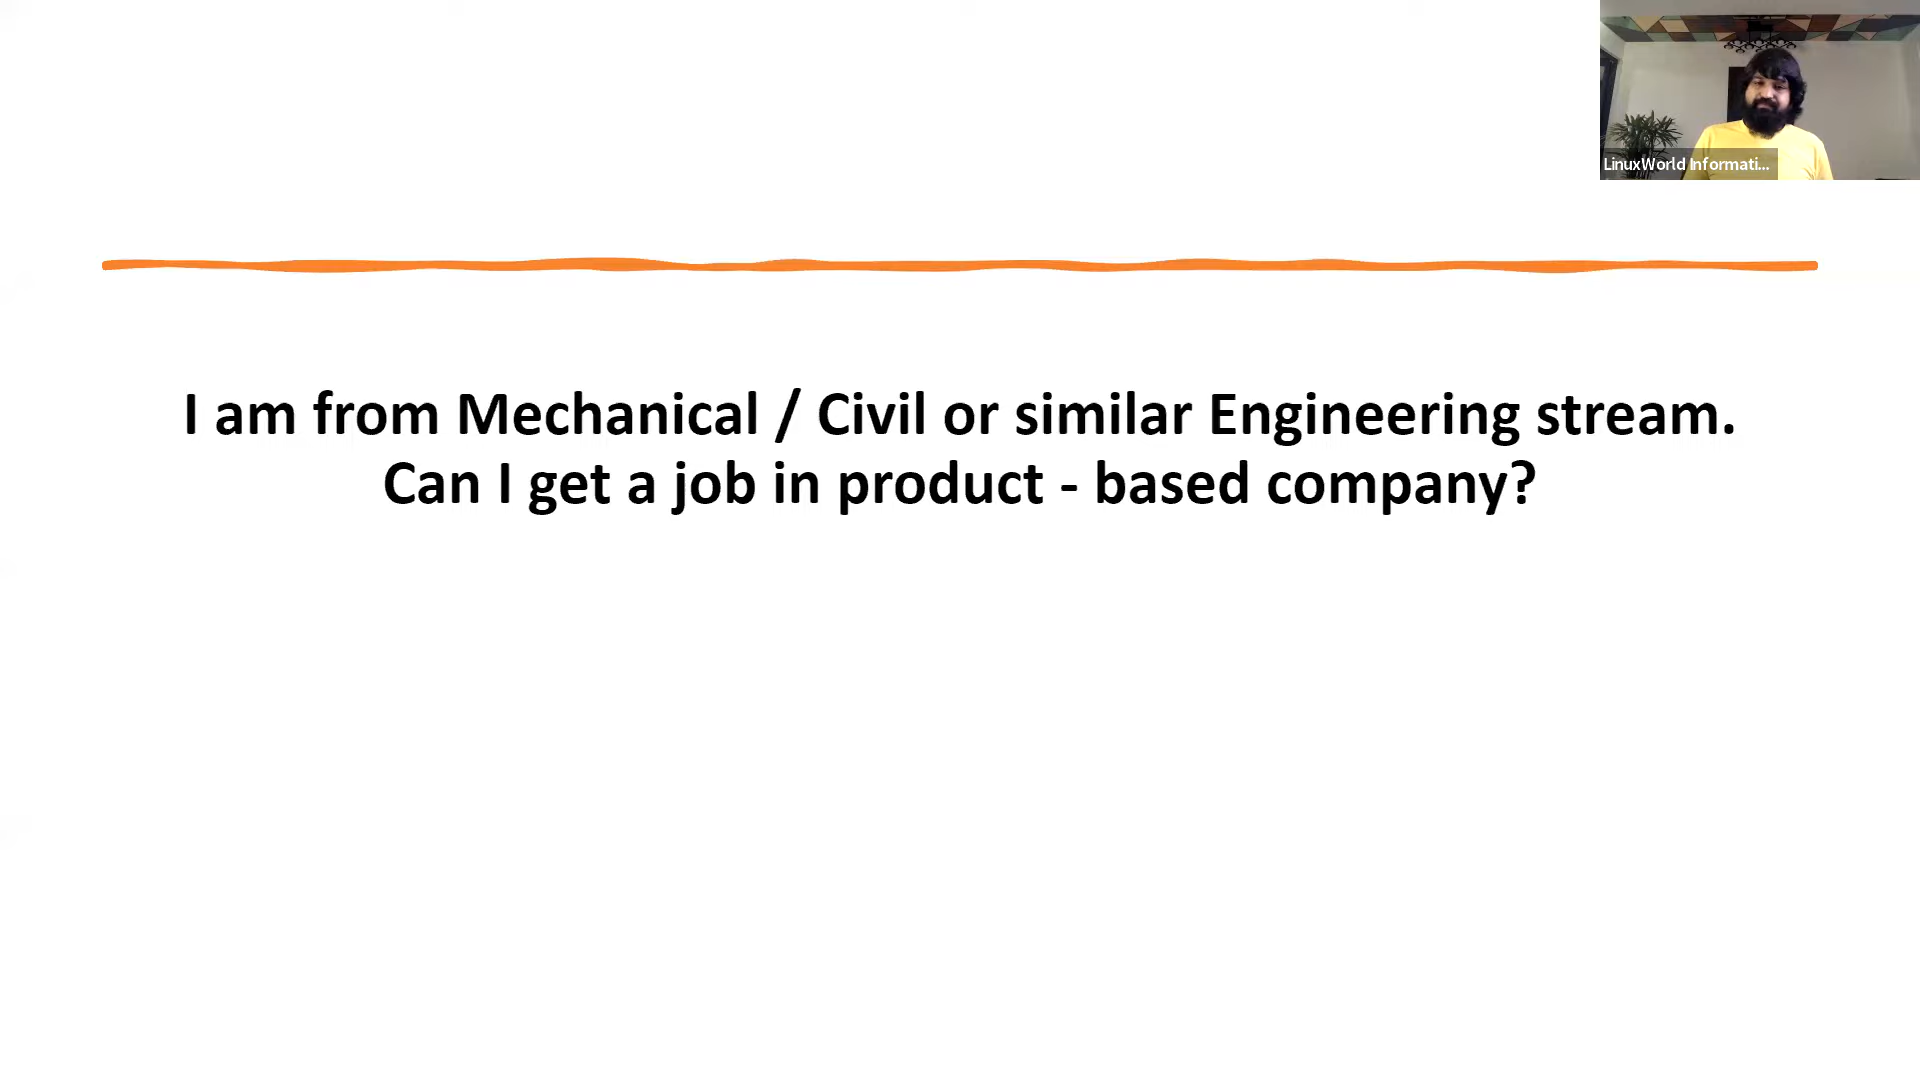 LinuxWorld Informati...
I am from Mechanical / Civil or similar Engineering stream.
Can I get a job in product - based company?